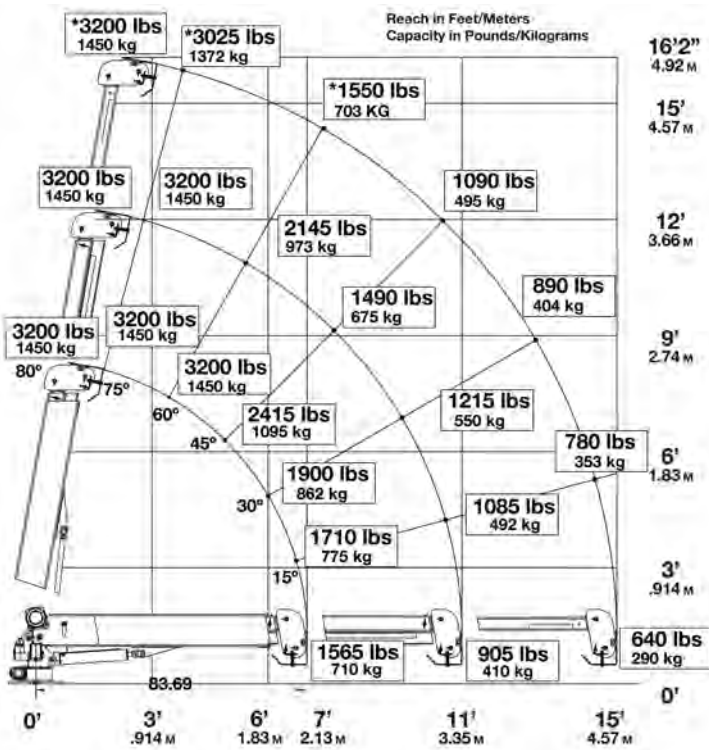 Reach in Feet/Meters
Capacity in Pounds/Kilograms
*3200 lbs
1450 kg
*3025 lbs
1372 kg
16'2"
4.92 M
*1550 lbs
703 KG
15'
4.57 M
3200 lbs
1450 kg
3200 lbs
1450 kg
1090 lbs
495 kg
12'
3.66 M
2145 lbs
973 kg
890 lbs
404 kg
1490 lbs
675 kg
3200 lbs
1450 kg
3200 lbs
1450 kg
9'
2.74 M
80º
75º
3200 lbs
1450 kg
60º
1215 lbs
550 kg
2415 lbs
1095 kg
45º
780 lbs
353 kg
6'
1.83 M
1900 lbs
862 kg
30º
1085 lbs
492 kg
1710 lbs
775 kg
15º
3'
.914 M
1565 lbs
710 kg
905 lbs
410 kg
640 lbs
290 kg
83.69
0'
0'
3'
.914 M
6'
1.83 M
7'
2.13 M
11'
3.35 M
15'
4.57 M